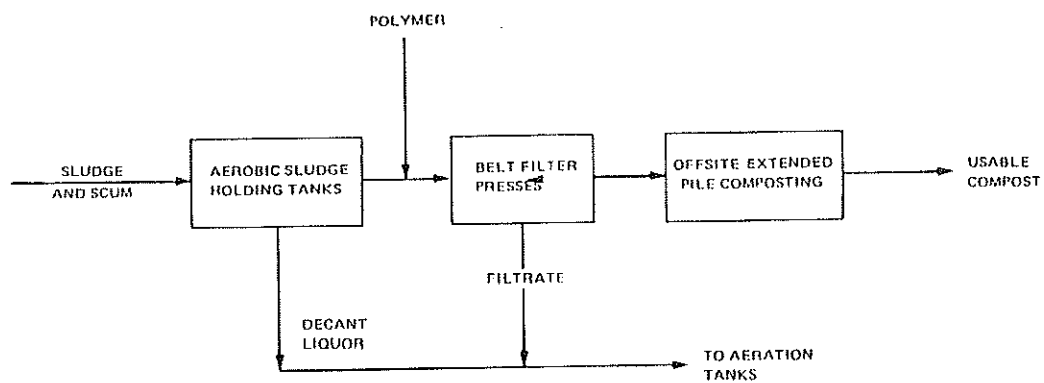 POLYMER
SLUDGE
AND SCUM
AEROBIC SLUDGE
HOLDING TANKS
BELT FILTER
PRESSES
OFFSITE EXTENDED
PILE COMPOSTING
USABLE
COMPOST
FILTRATE
DECANT
LIQUOR
TO AERATION
TANKS